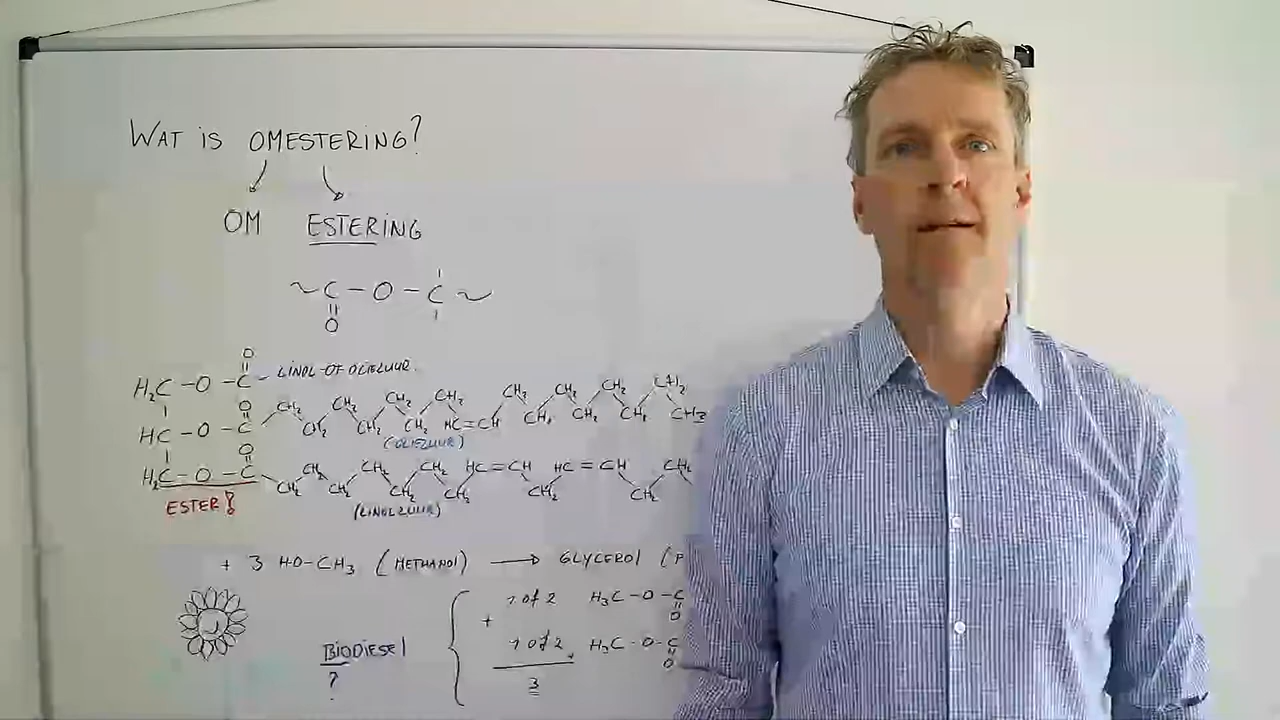 WAT IS OMESTERING?
OM ESTERING
~ C - O - C ~
O
O
H₂C - O - C - LINOL- OF OLIEZUUR.
O
HC - O - C CH₂ CH₂ CH₂ CH₂ CH₂ CH₂ CH₂ CH₂ CH₂ CH₂ HC=CH CH₂ CH₂ CH₂ CH₃
(OLIEZUUR)
O
H₂C - O - C CH₂ CH₂ CH₂ CH₂ CH₂ CH₂ CH₂ HC=CH CH₂ HC=CH CH₂ CH₂
ESTER!
(LINOLZUUR)
+ 3 HO-CH₃ (METHANOL) → GLYCEROL (P
1 of 2 H₃C - O - C
O
+
1 of 2 H₃C - O - C
O
BIODIESEL
?
3